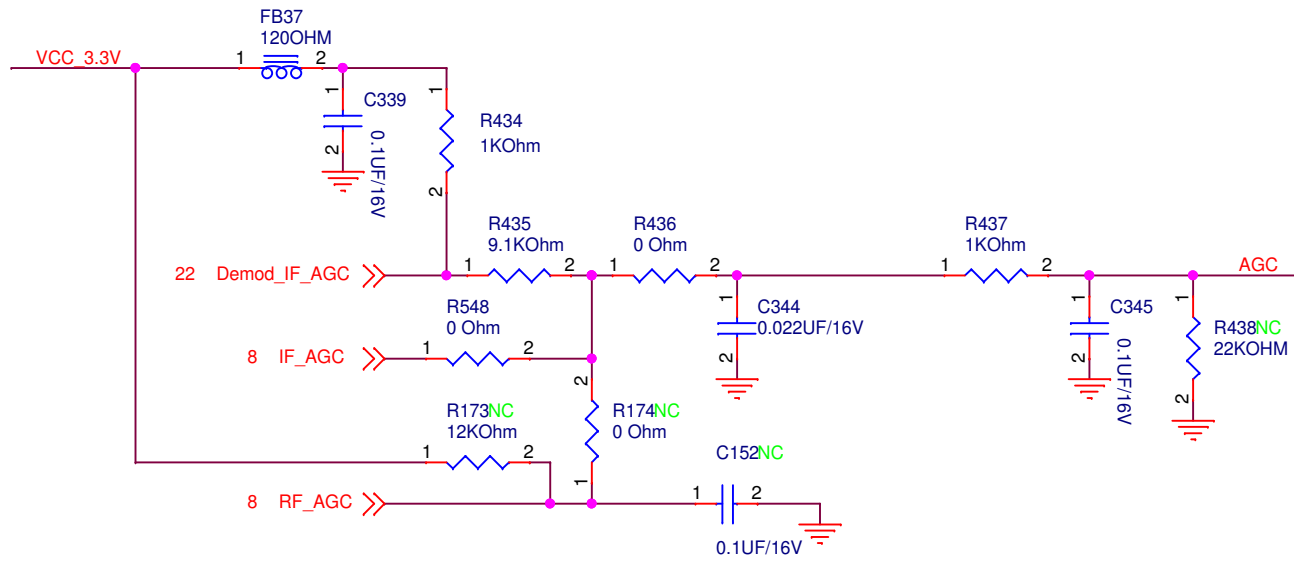 FB37
120OHM
VCC_3.3V
1
2
1
C339
2
0.1UF/16V
1
R434
1KOhm
2
R435
9.1KOhm
R436
0 Ohm
R437
1KOhm
22 Demod_IF_AGC
1
2
1
2
1
2
AGC
R548
0 Ohm
1
C344
0.022UF/16V
2
1
C345
2
0.1UF/16V
1
R438NC
22KOHM
2
8 IF_AGC
1
2
2
R173NC
12KOhm
R174NC
0 Ohm
1
2
1
C152NC
8 RF_AGC
1
2
0.1UF/16V